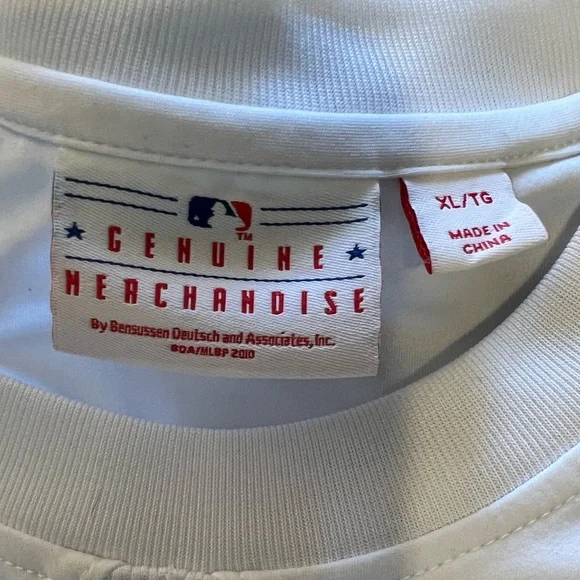 TM
GENUINE
MERCHANDISE
By Bensussen Deutsch and Associates, Inc.
BDA/MLBP 2010
XL/TG
MADE IN
CHINA